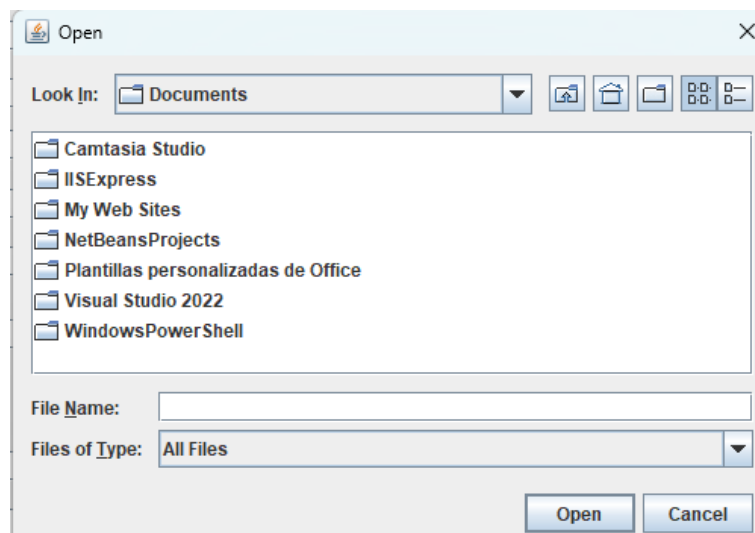 Open
Look In: Documents
Camtasia Studio
IISExpress
My Web Sites
NetBeansProjects
Plantillas personalizadas de Office
Visual Studio 2022
WindowsPowerShell
File Name:
Files of Type: All Files
Open Cancel